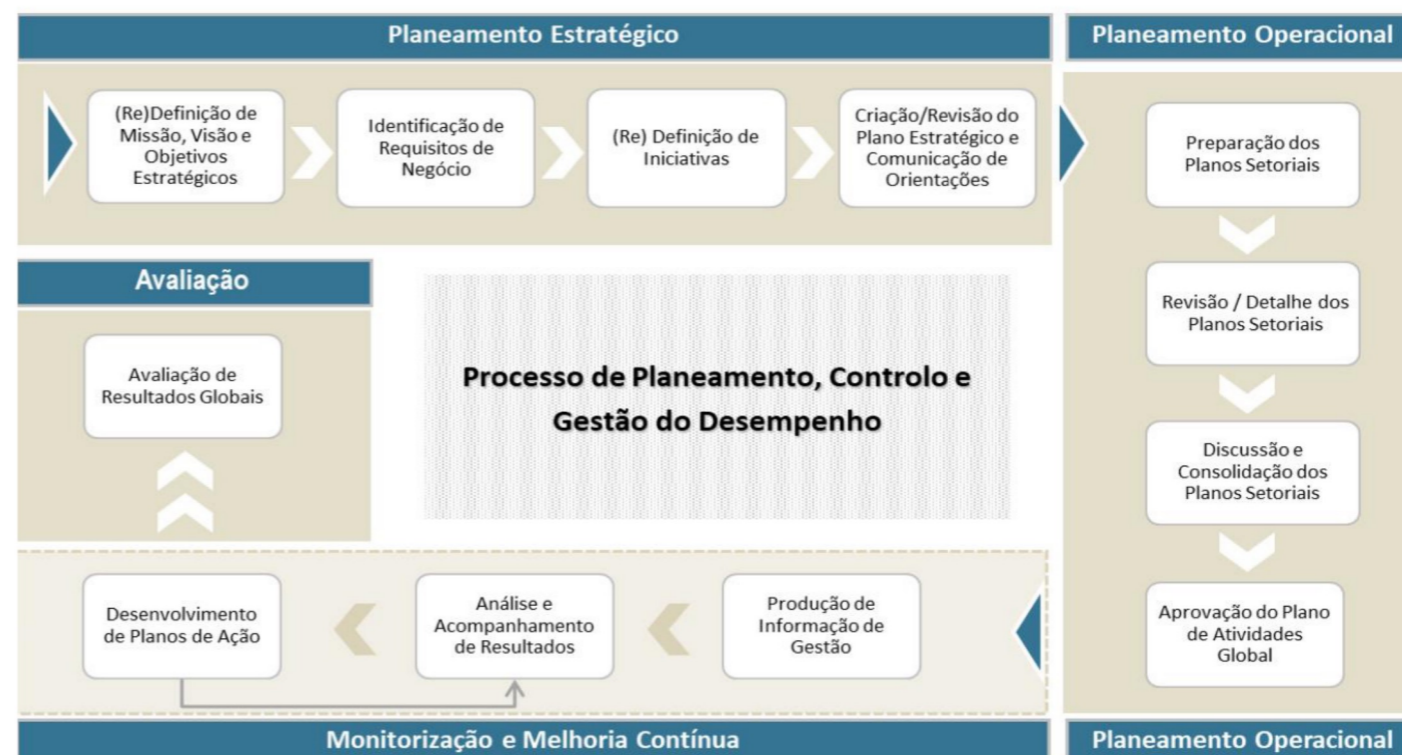 Planeamento Estratégico
(Re)Definição de
Missão, Visão e
Objetivos
Estratégicos
Identificação de
Requisitos de
Negócio
(Re) Definição de
Iniciativas
Criação/Revisão do
Plano Estratégico e
Comunicação de
Orientações
Planeamento Operacional
Preparação dos
Planos Setoriais
Revisão / Detalhe dos
Planos Setoriais
Discussão e
Consolidação dos
Planos Setoriais
Aprovação do Plano
de Atividades
Global
Planeamento Operacional
Processo de Planeamento, Controlo e
Gestão do Desempenho
Produção de
Informação de
Gestão
Análise e
Acompanhamento
de Resultados
Desenvolvimento
de Planos de Ação
Monitorização e Melhoria Contínua
Avaliação
Avaliação de
Resultados Globais